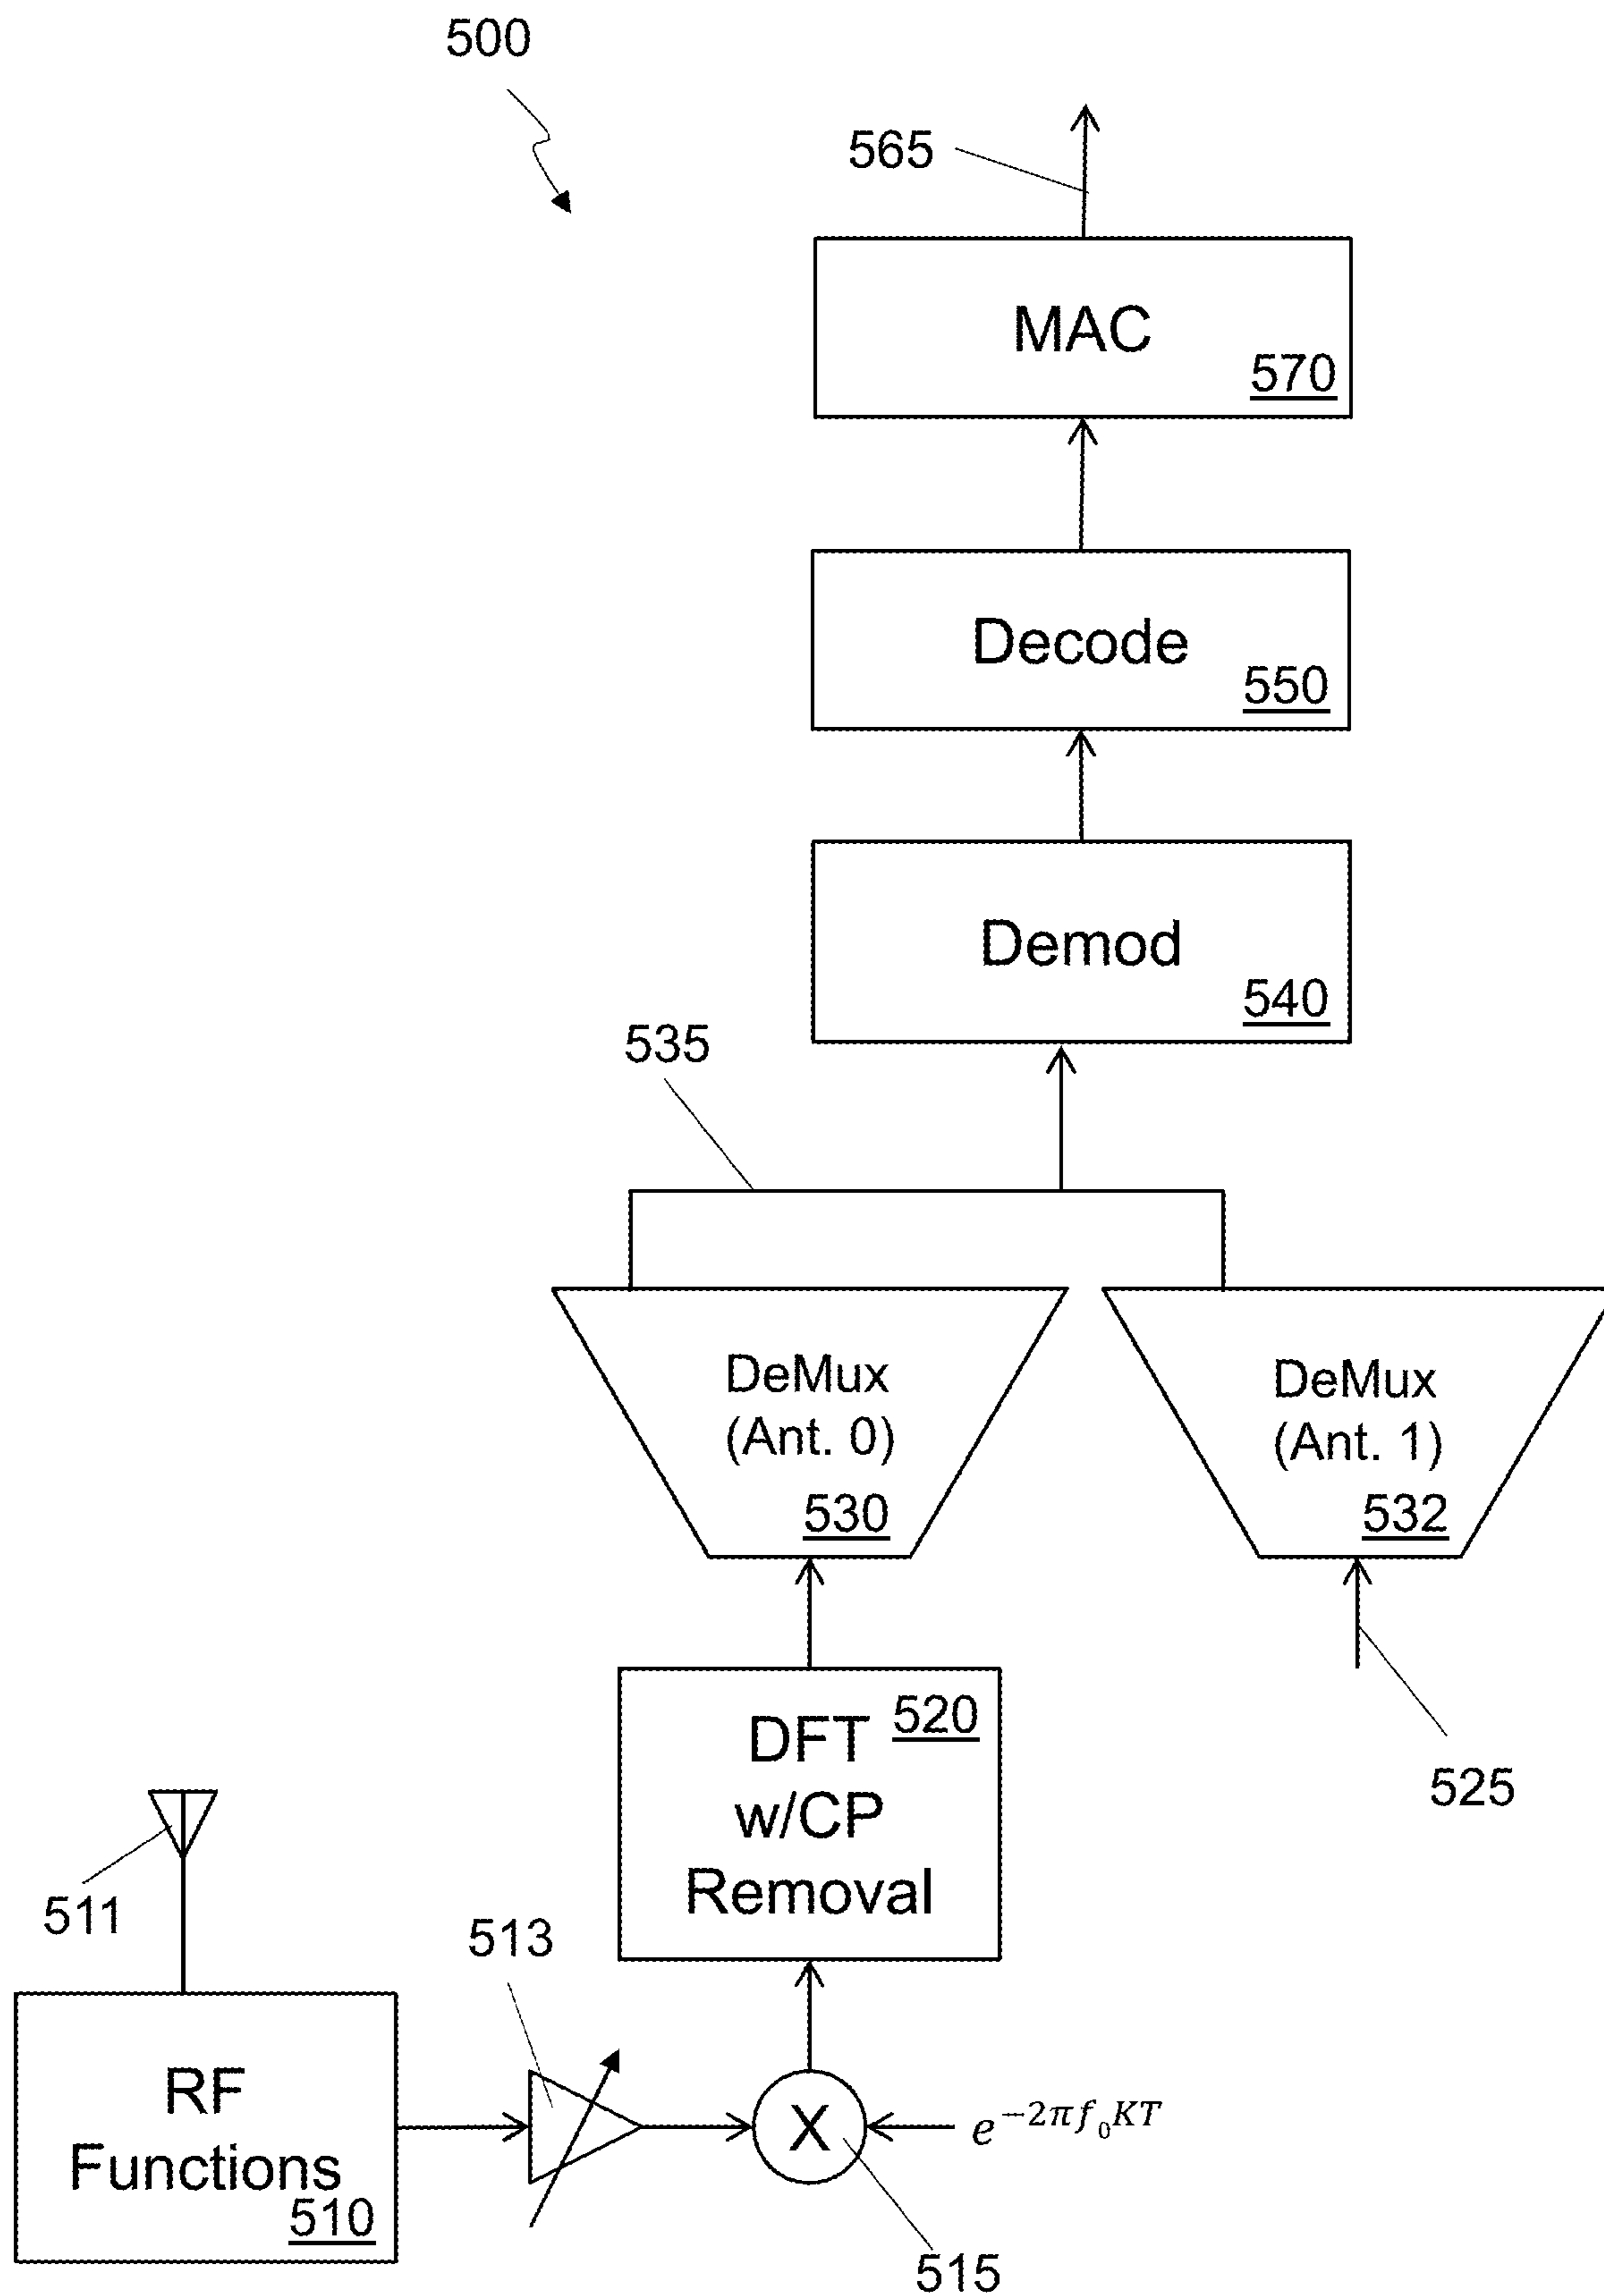 500
565
MAC
570
Decode
550
Demod
540
535
DeMux
(Ant. 0)
530
DeMux
(Ant. 1)
532
525
520
DFT
w/CP
Removal
511
513
RF
Functions
510
X
e^{-2πf_0KT}
515